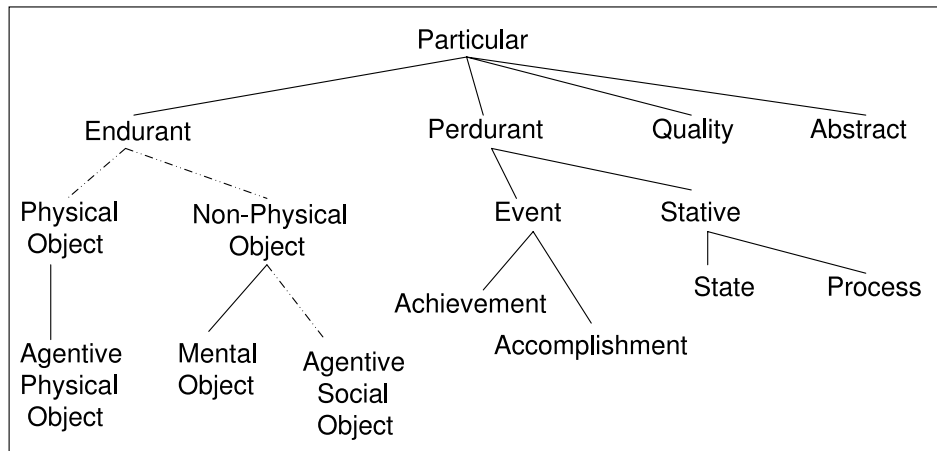 Particular
Endurant
Perdurant
Quality
Abstract
Physical
Object
Non-Physical
Object
Event
Stative
Achievement
Accomplishment
State
Process
Agentive
Physical
Object
Mental
Object
Agentive
Social
Object